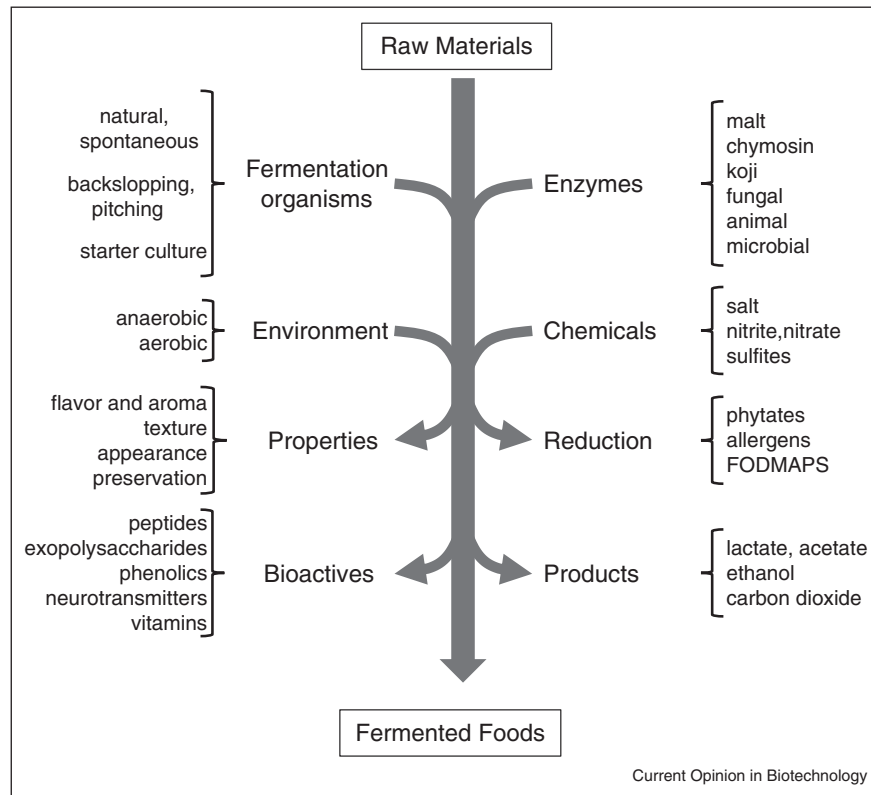 Raw Materials
natural,
spontaneous
backslopping,
pitching
starter culture
Fermentation
organisms
Enzymes
malt
chymosin
koji
fungal
animal
microbial
anaerobic
aerobic
Environment
Chemicals
salt
nitrite,nitrate
sulfites
flavor and aroma
texture
appearance
preservation
Properties
Reduction
phytates
allergens
FODMAPS
peptides
exopolysaccharides
phenolics
neurotransmitters
vitamins
Bioactives
Products
lactate, acetate
ethanol
carbon dioxide
Fermented Foods
Current Opinion in Biotechnology